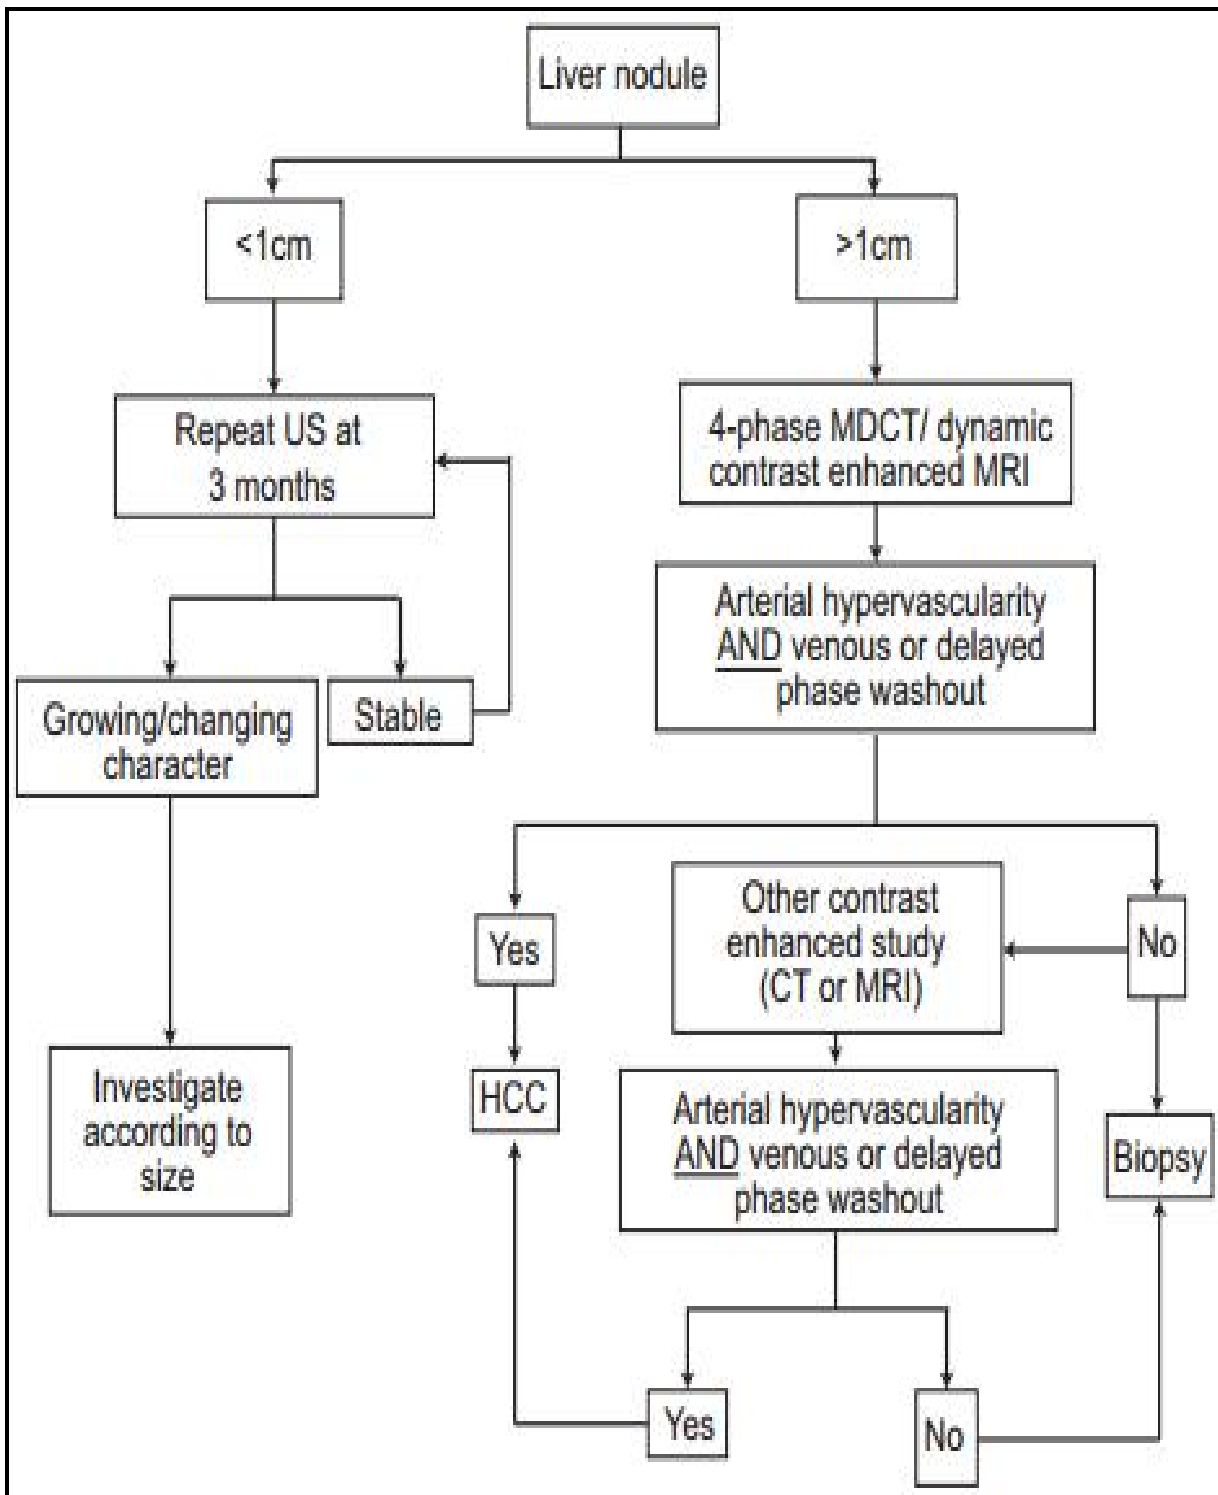 Liver nodule
<1cm
>1cm
Repeat US at
3 months
4-phase MDCT/ dynamic
contrast enhanced MRI
Arterial hypervascularity
AND venous or delayed
phase washout
Growing/changing
character
Stable
Yes
Other contrast
enhanced study
(CT or MRI)
No
Investigate
according to
size
HCC
Arterial hypervascularity
AND venous or delayed
phase washout
Biopsy
Yes
No